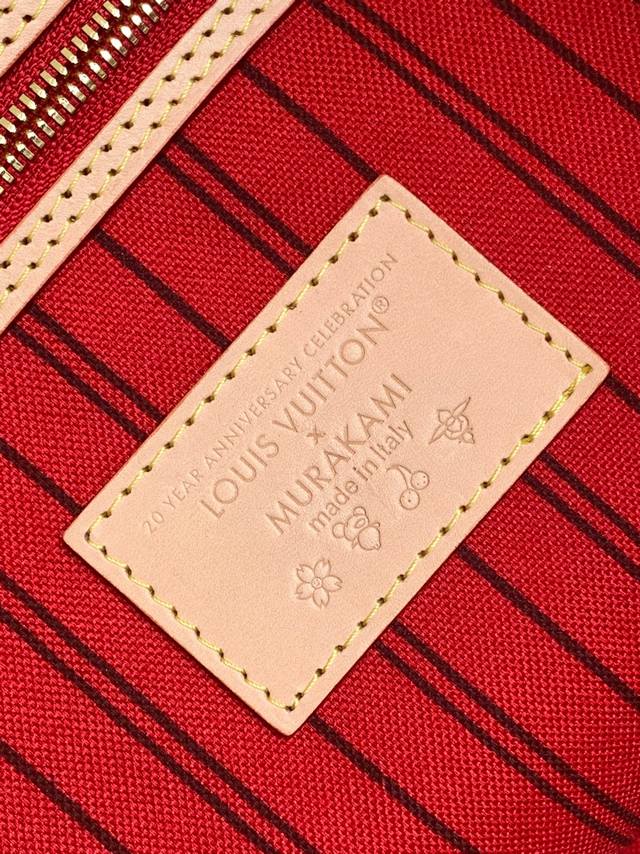 20 YEAR ANNIVERSARY CELEBRATION
LOUIS VUITTON®
×
MURAKAMI
made in Italy